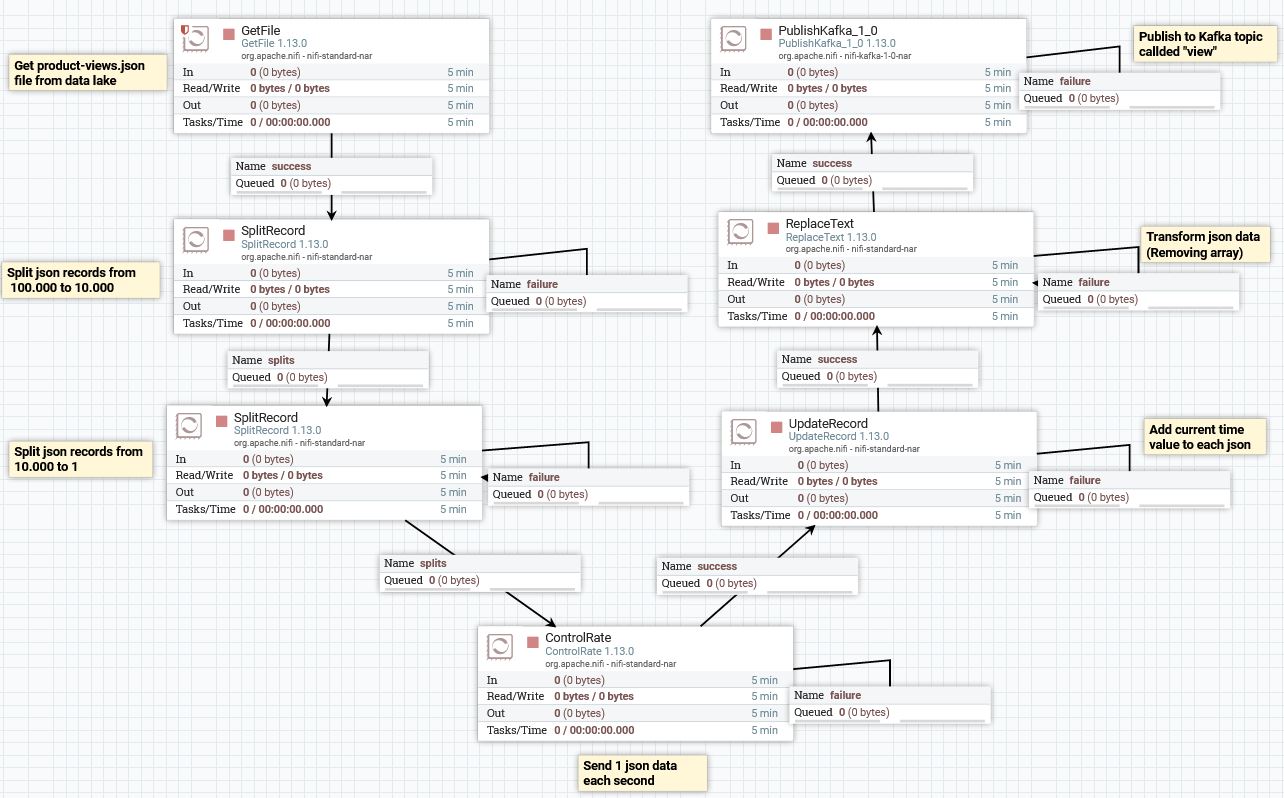 Get product-views.json
file from data lake
GetFile
GetFile 1.13.0
org.apache.nifi - nifi-standard-nar
In 0 (0 bytes) 5 min
Read/Write 0 bytes / 0 bytes 5 min
Out 0 (0 bytes) 5 min
Tasks/Time 0 / 00:00:00.000 5 min
Name success
Queued 0 (0 bytes)
Split json records from
100.000 to 10.000
SplitRecord
SplitRecord 1.13.0
org.apache.nifi - nifi-standard-nar
In 0 (0 bytes) 5 min
Read/Write 0 bytes / 0 bytes 5 min
Out 0 (0 bytes) 5 min
Tasks/Time 0 / 00:00:00.000 5 min
Name failure
Queued 0 (0 bytes)
Name splits
Queued 0 (0 bytes)
Split json records from
10.000 to 1
SplitRecord
SplitRecord 1.13.0
org.apache.nifi - nifi-standard-nar
In 0 (0 bytes) 5 min
Read/Write 0 bytes / 0 bytes 5 min
Out 0 (0 bytes) 5 min
Tasks/Time 0 / 00:00:00.000 5 min
Name failure
Queued 0 (0 bytes)
Name splits
Queued 0 (0 bytes)
ControlRate
ControlRate 1.13.0
org.apache.nifi - nifi-standard-nar
In 0 (0 bytes) 5 min
Read/Write 0 bytes / 0 bytes 5 min
Out 0 (0 bytes) 5 min
Tasks/Time 0 / 00:00:00.000 5 min
Name failure
Queued 0 (0 bytes)
Send 1 json data
each second
Name success
Queued 0 (0 bytes)
UpdateRecord
UpdateRecord 1.13.0
org.apache.nifi - nifi-standard-nar
In 0 (0 bytes) 5 min
Read/Write 0 bytes / 0 bytes 5 min
Out 0 (0 bytes) 5 min
Tasks/Time 0 / 00:00:00.000 5 min
Add current time
value to each json
Name failure
Queued 0 (0 bytes)
Name success
Queued 0 (0 bytes)
ReplaceText
ReplaceText 1.13.0
org.apache.nifi - nifi-standard-nar
In 0 (0 bytes) 5 min
Read/Write 0 bytes / 0 bytes 5 min
Out 0 (0 bytes) 5 min
Tasks/Time 0 / 00:00:00.000 5 min
Transform json data
(Removing array)
Name failure
Queued 0 (0 bytes)
Name success
Queued 0 (0 bytes)
PublishKafka_1_0
PublishKafka_1_0 1.13.0
org.apache.nifi - nifi-kafka-1-0-nar
In 0 (0 bytes) 5 min
Read/Write 0 bytes / 0 bytes 5 min
Out 0 (0 bytes) 5 min
Tasks/Time 0 / 00:00:00.000 5 min
Publish to Kafka topic
callded "view"
Name failure
Queued 0 (0 bytes)